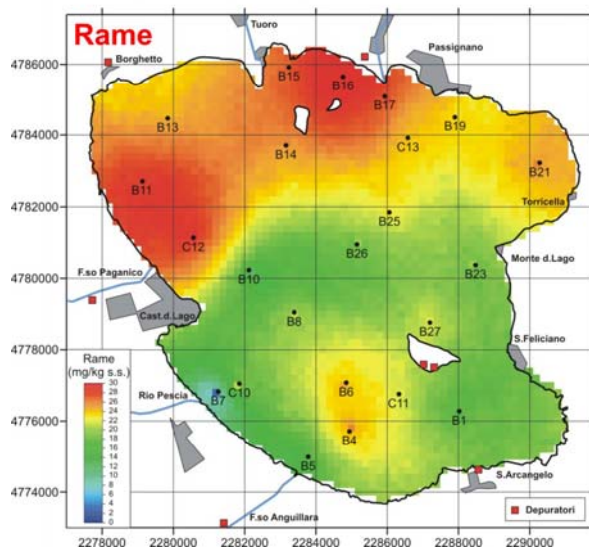 Rame
Tuoro
Passignano
Borghetto
4786000
4784000
4782000
4780000
4778000
4776000
4774000
B15
B16
B17
B13
B19
C13
B14
B21
B11
Torricella
B25
C12
B26
Monte d.Lago
B10
B23
F.so Paganico
Cast.d.Lago
B8
B27
S.Feliciano
Rame
(mg/kg s.s.)
30
28
26
24
22
20
18
16
14
12
10
8
6
4
2
0
Rio Pescia
B7
C10
B6
C11
B4
B1
B5
S.Arcangelo
F.so Anguillara
Depuratori
2278000
2280000
2282000
2284000
2286000
2288000
2290000